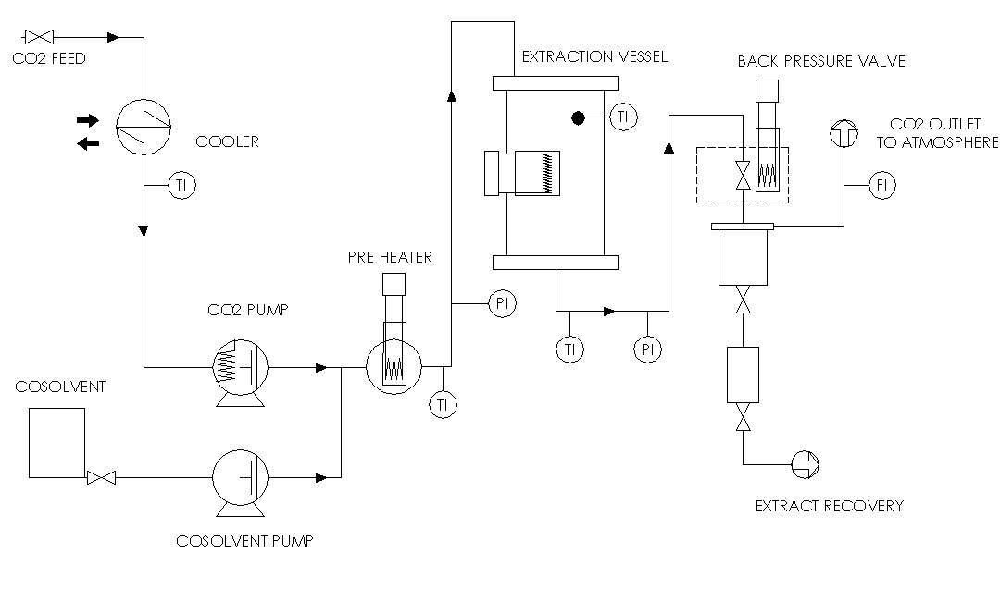 CO2 FEED
COOLER
TI
CO2 PUMP
COSOLVENT
COSOLVENT PUMP
PRE HEATER
TI
PI
EXTRACTION VESSEL
TI
TI
PI
BACK PRESSURE VALVE
CO2 OUTLET
TO ATMOSPHERE
FI
EXTRACT RECOVERY